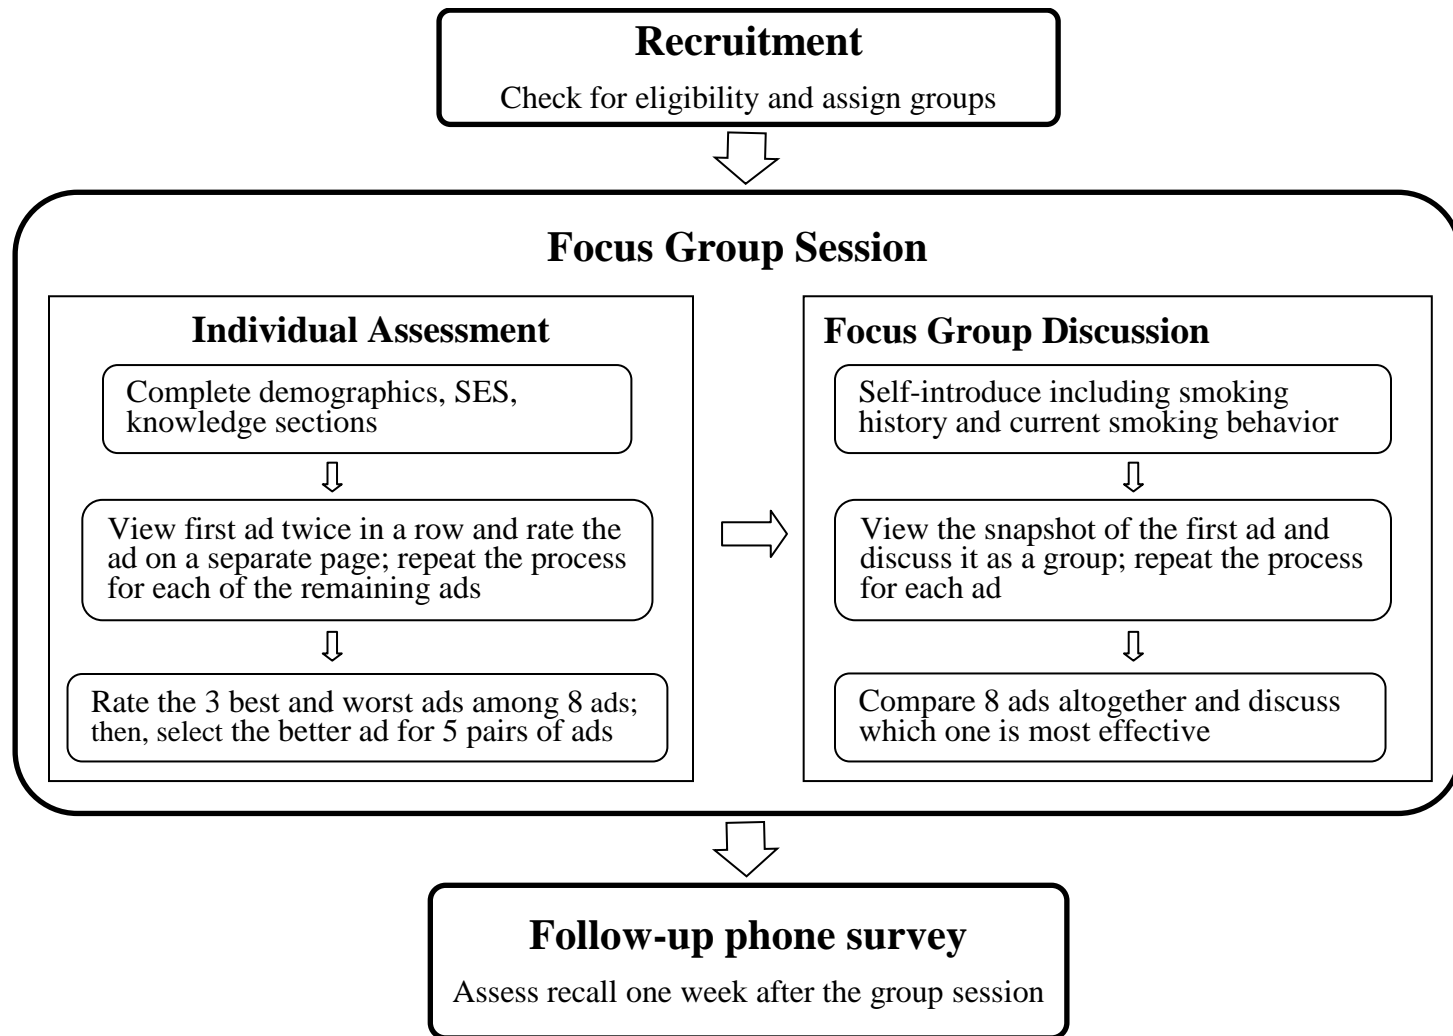 Recruitment
Check for eligibility and assign groups
Focus Group Session
Individual Assessment
Complete demographics, SES,
knowledge sections
View first ad twice in a row and rate the
ad on a separate page; repeat the process
for each of the remaining ads
Rate the 3 best and worst ads among 8 ads;
then, select the better ad for 5 pairs of ads
Focus Group Discussion
Self-introduce including smoking
history and current smoking behavior
View the snapshot of the first ad and
discuss it as a group; repeat the process
for each ad
Compare 8 ads altogether and discuss
which one is most effective
Follow-up phone survey
Assess recall one week after the group session